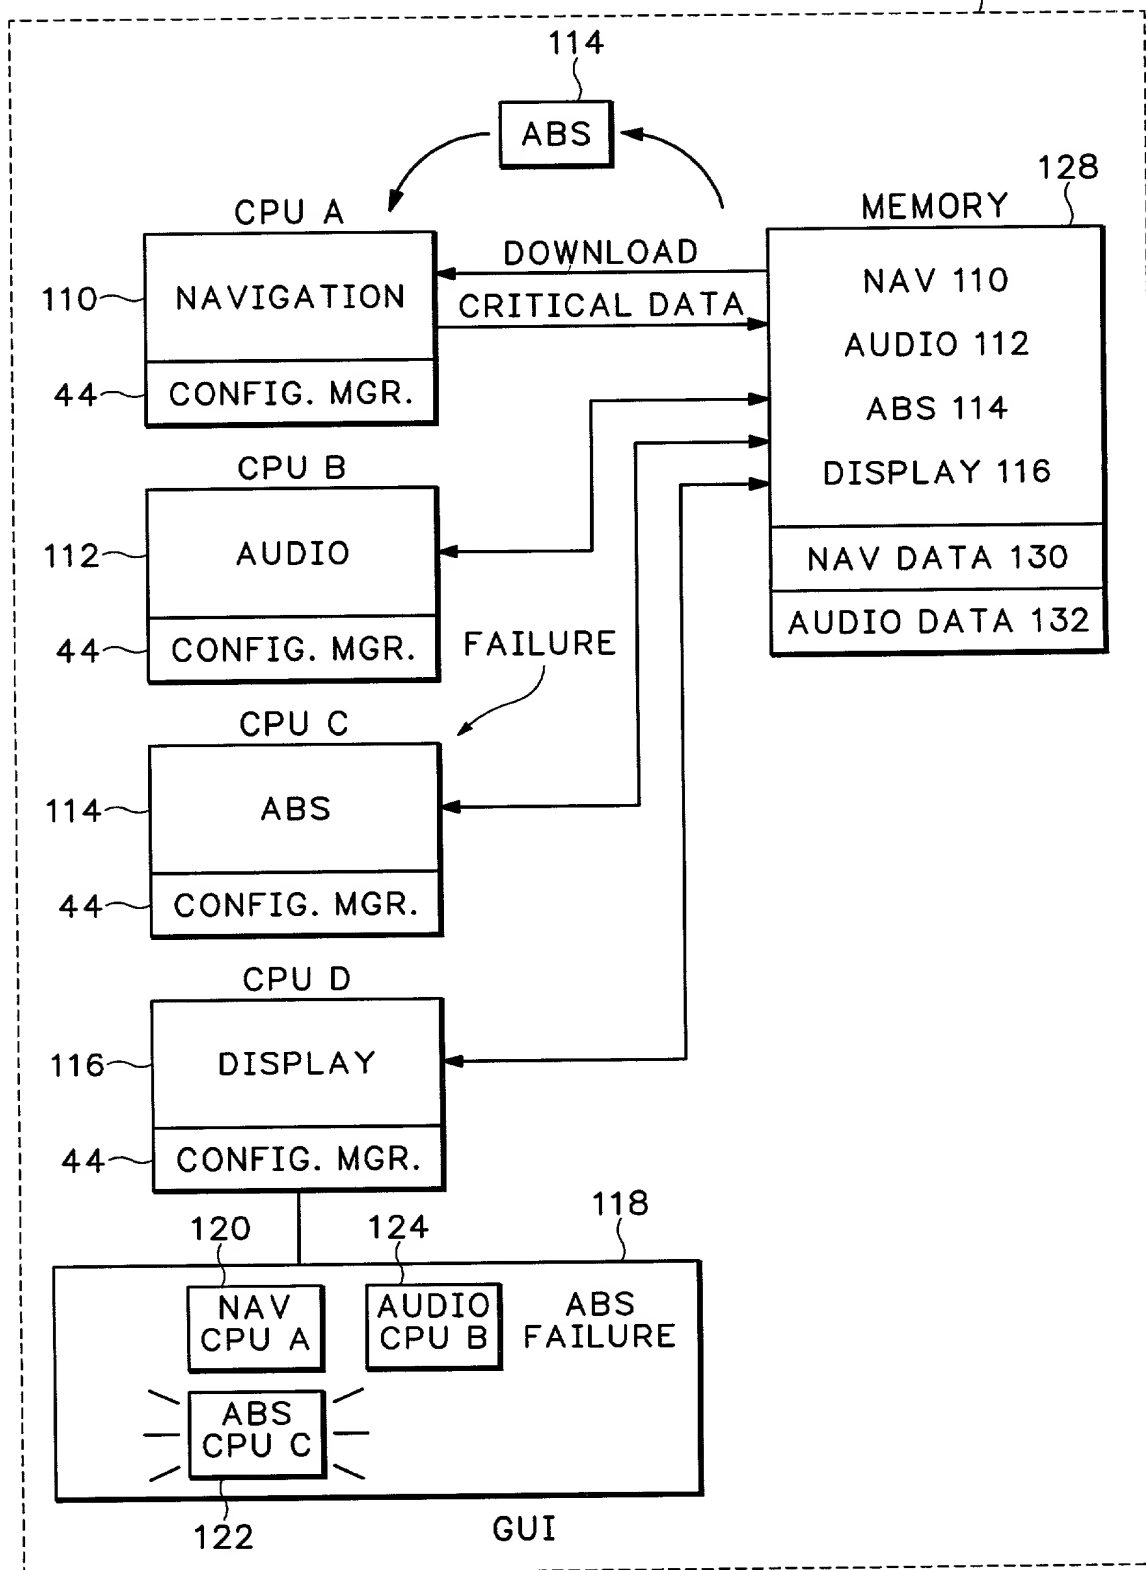 114
ABS
128
CPU A
MEMORY
DOWNLOAD
NAV 110
110
NAVIGATION
CRITICAL DATA
AUDIO 112
44
CONFIG. MGR.
ABS 114
CPU B
DISPLAY 116
112
AUDIO
NAV DATA 130
AUDIO DATA 132
44
CONFIG. MGR.
FAILURE
CPU C
114
ABS
44
CONFIG. MGR.
CPU D
116
DISPLAY
44
CONFIG. MGR.
120
124
118
NAV
CPU A
AUDIO
CPU B
ABS
FAILURE
ABS
CPU C
122
GUI